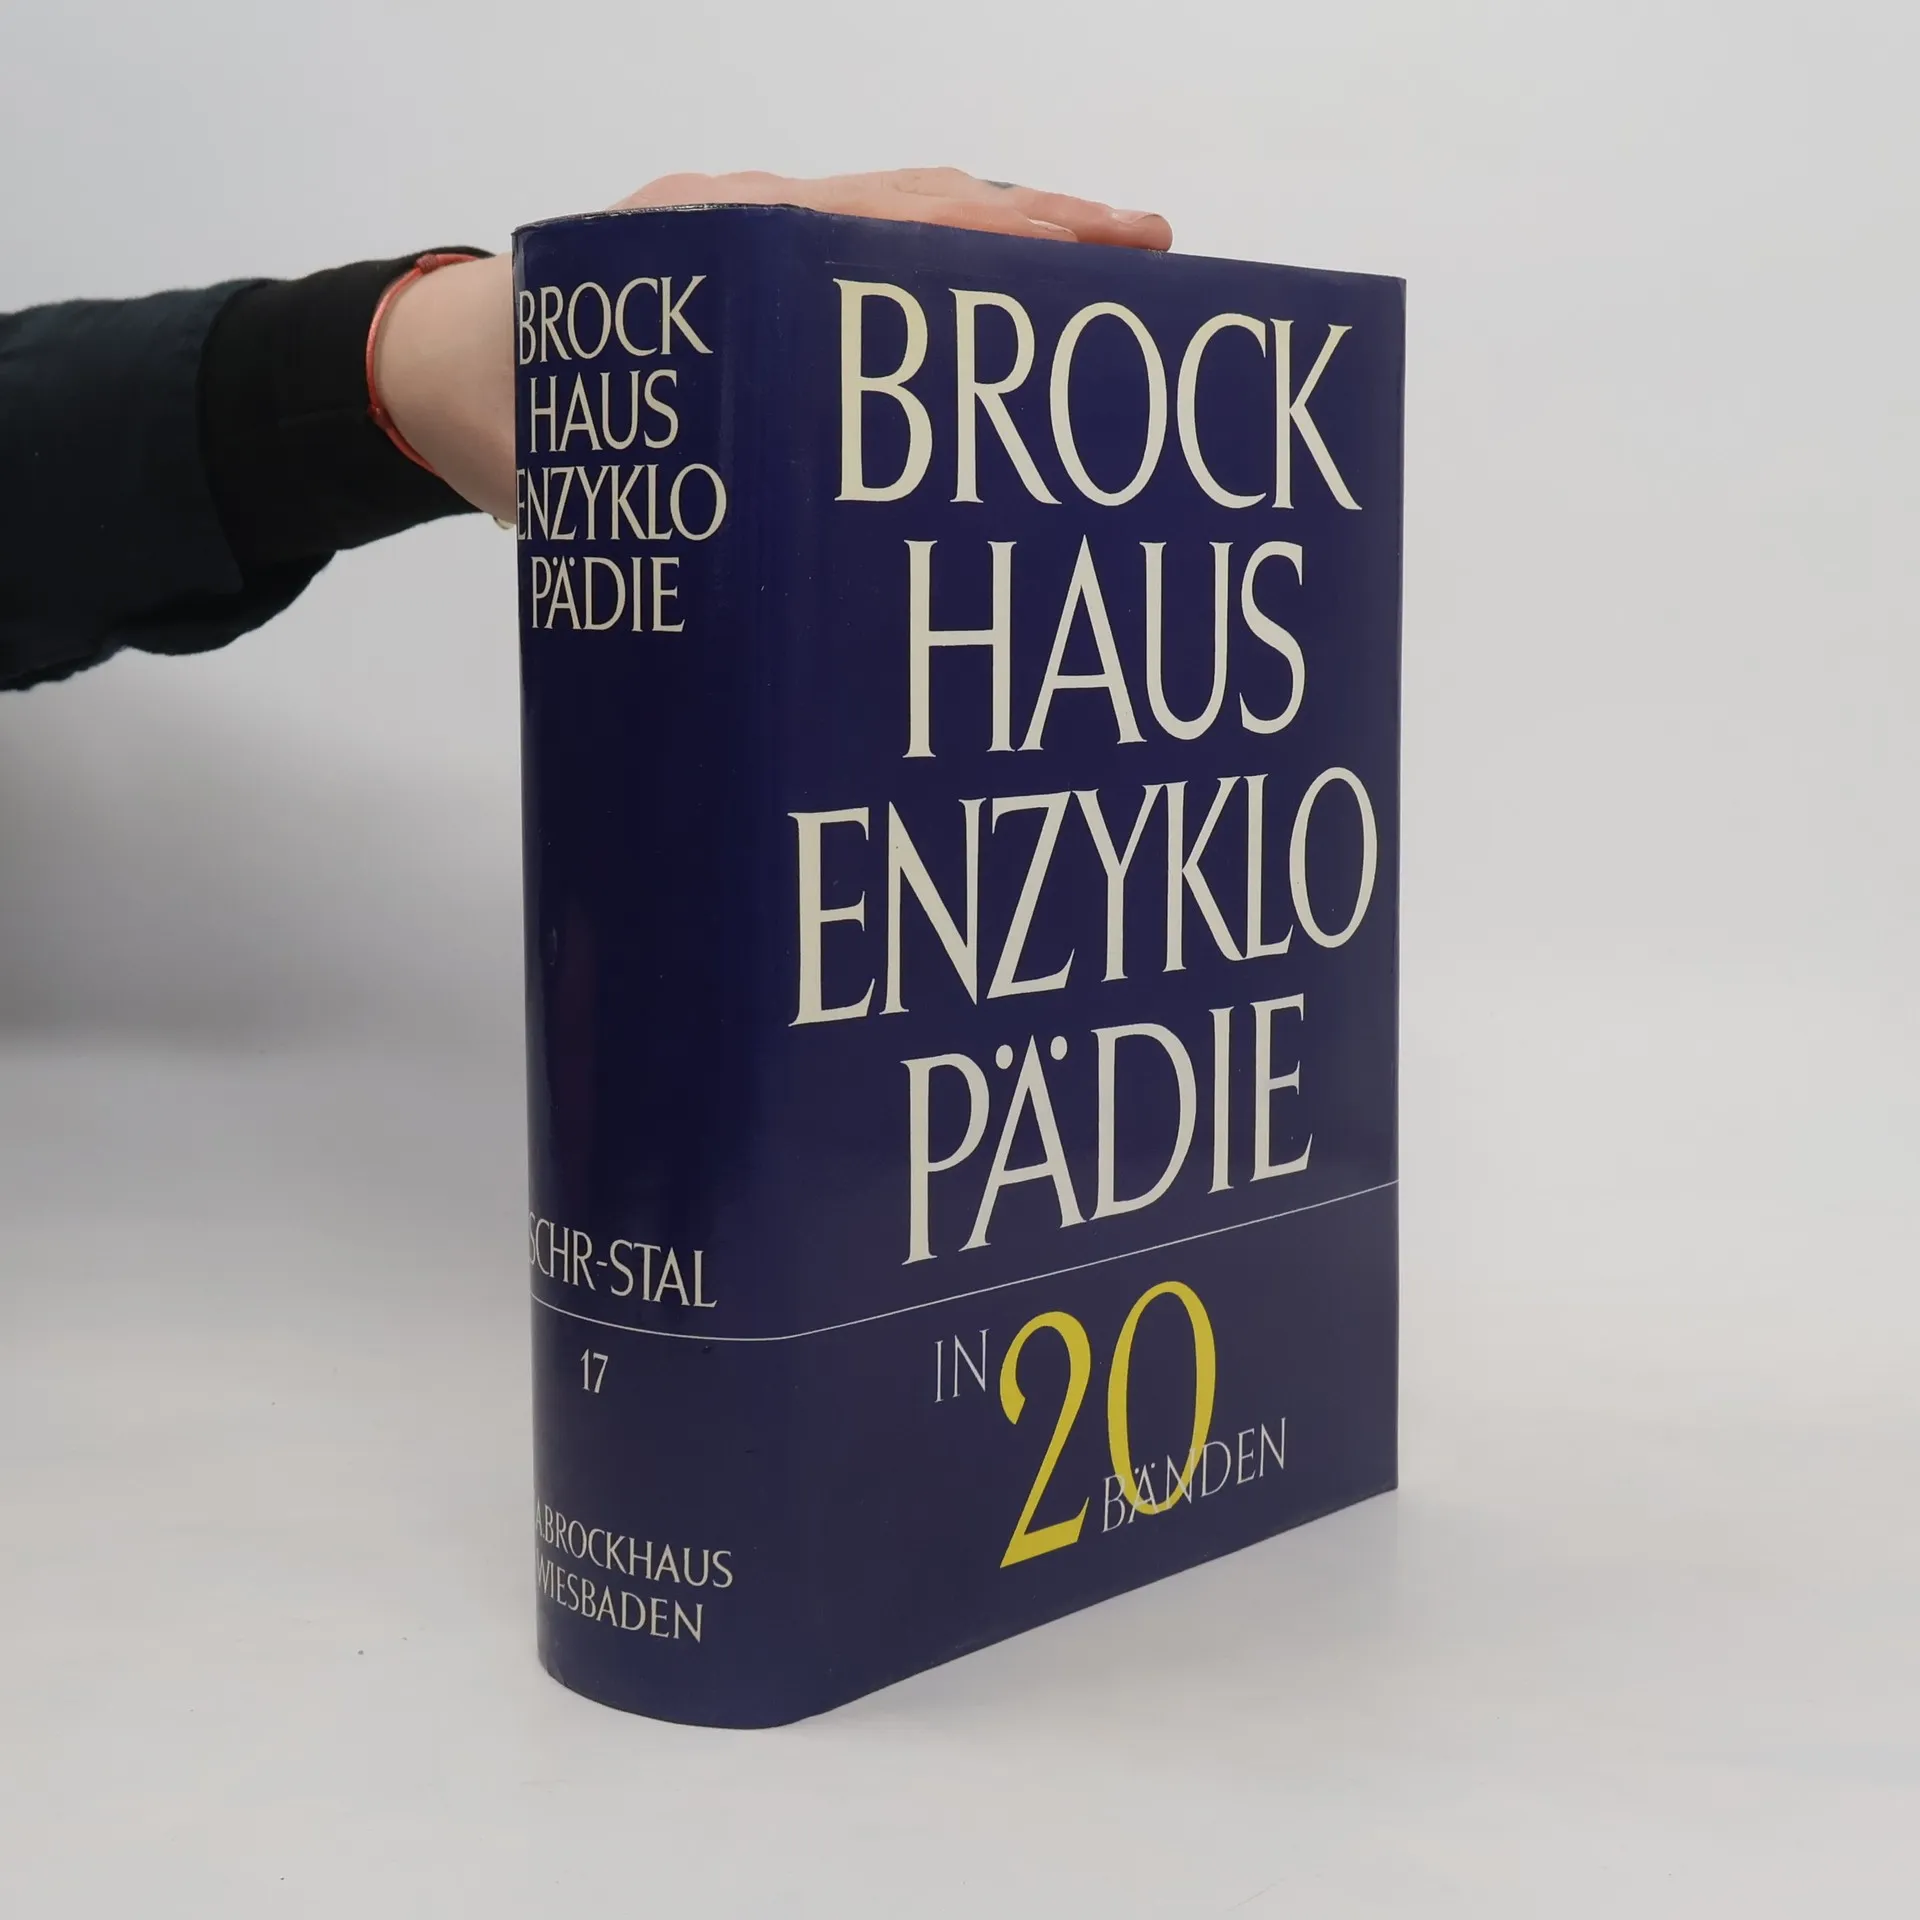 BROCK
HAUS
ENZYKLO
PÄDIE
SCHR-STAL
17
A.BROCKHAUS
WIESBADEN
BROCK
HAUS
ENZYKLO
PÄDIE
IN 20
BÄNDEN